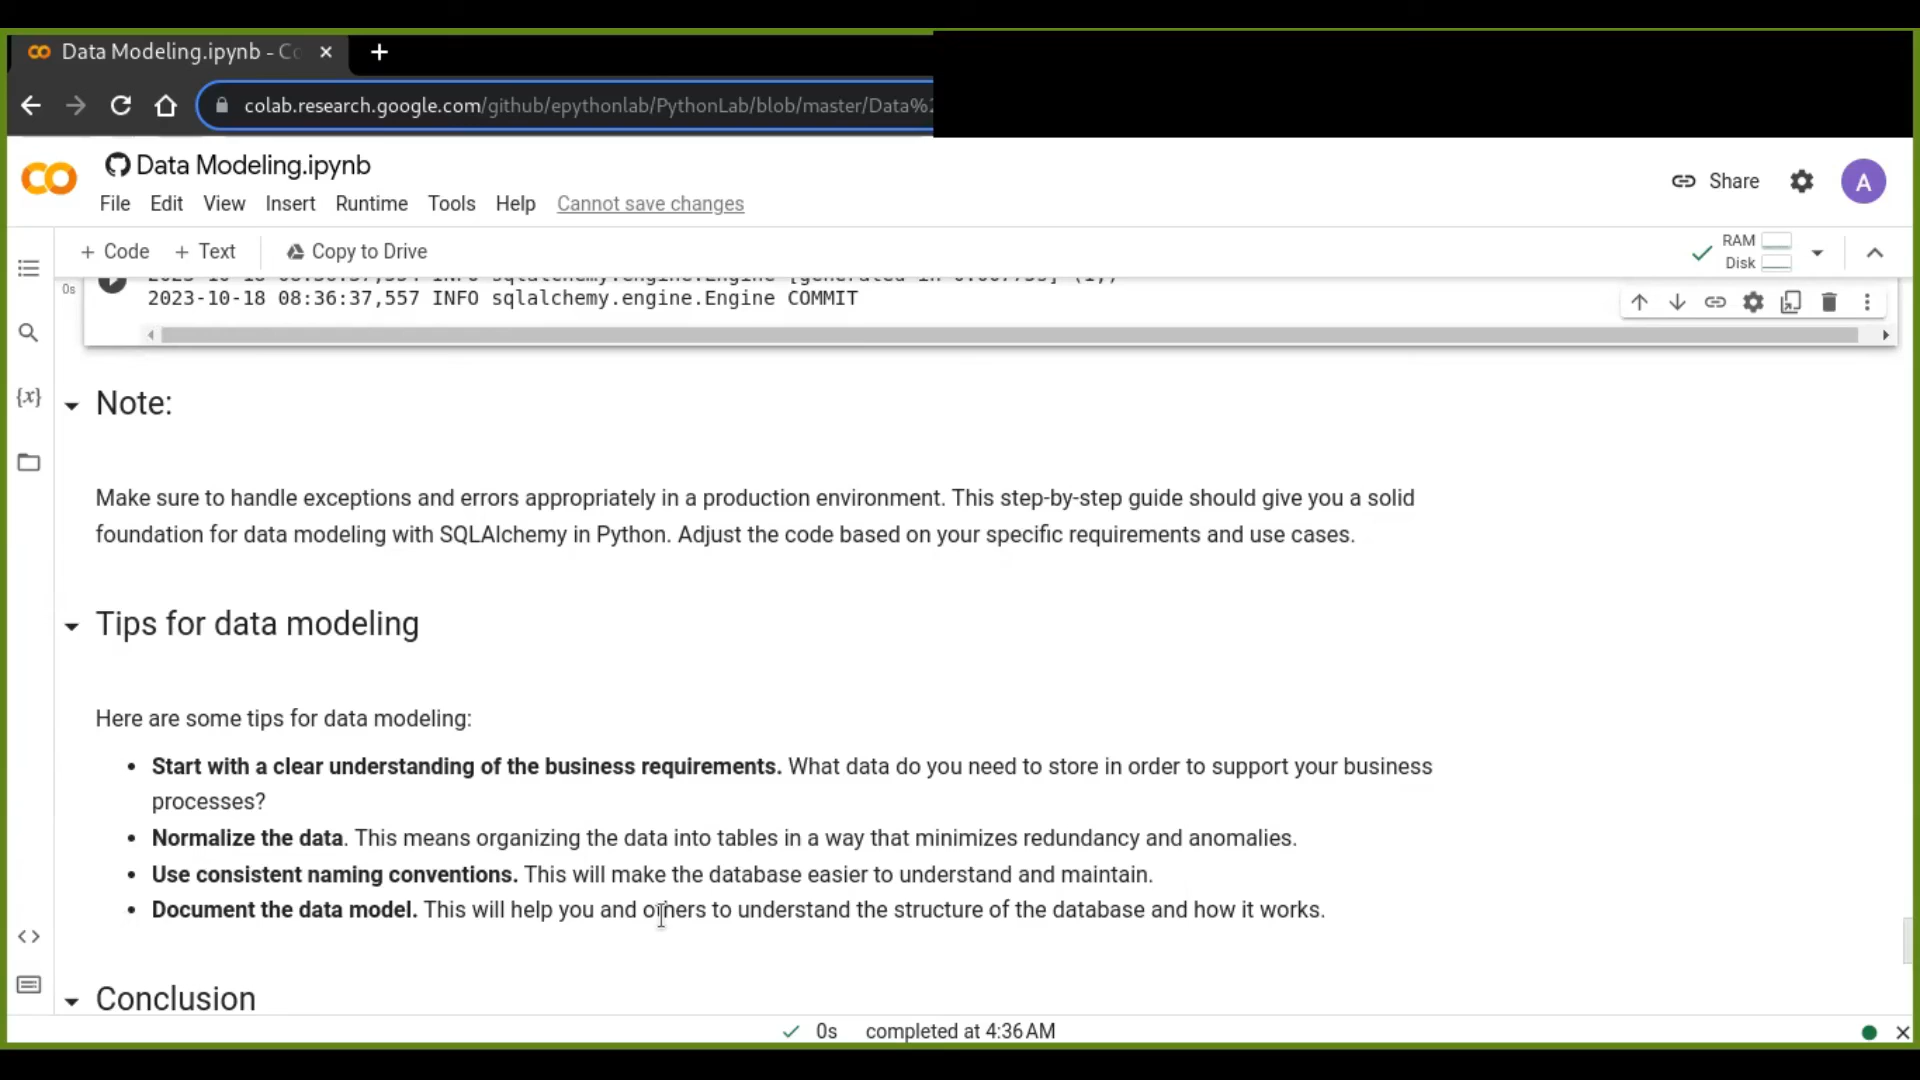 Data Modeling.ipynb - Co
colab.research.google.com/github/epythonlab/PythonLab/blob/master/Data%2
Data Modeling.ipynb
Share
A
File Edit View Insert Runtime Tools Help Cannot save changes
+ Code + Text Copy to Drive
RAM
Disk
0s
2023-10-18 08:36:37,557 INFO sqlalchemy.engine.Engine COMMIT
{x}
Note:
Make sure to handle exceptions and errors appropriately in a production environment. This step-by-step guide should give you a solid
foundation for data modeling with SQLAlchemy in Python. Adjust the code based on your specific requirements and use cases.
Tips for data modeling
Here are some tips for data modeling:
• Start with a clear understanding of the business requirements. What data do you need to store in order to support your business
processes?
• Normalize the data. This means organizing the data into tables in a way that minimizes redundancy and anomalies.
• Use consistent naming conventions. This will make the database easier to understand and maintain.
• Document the data model. This will help you and others to understand the structure of the database and how it works.
Conclusion
0s completed at 4:36 AM